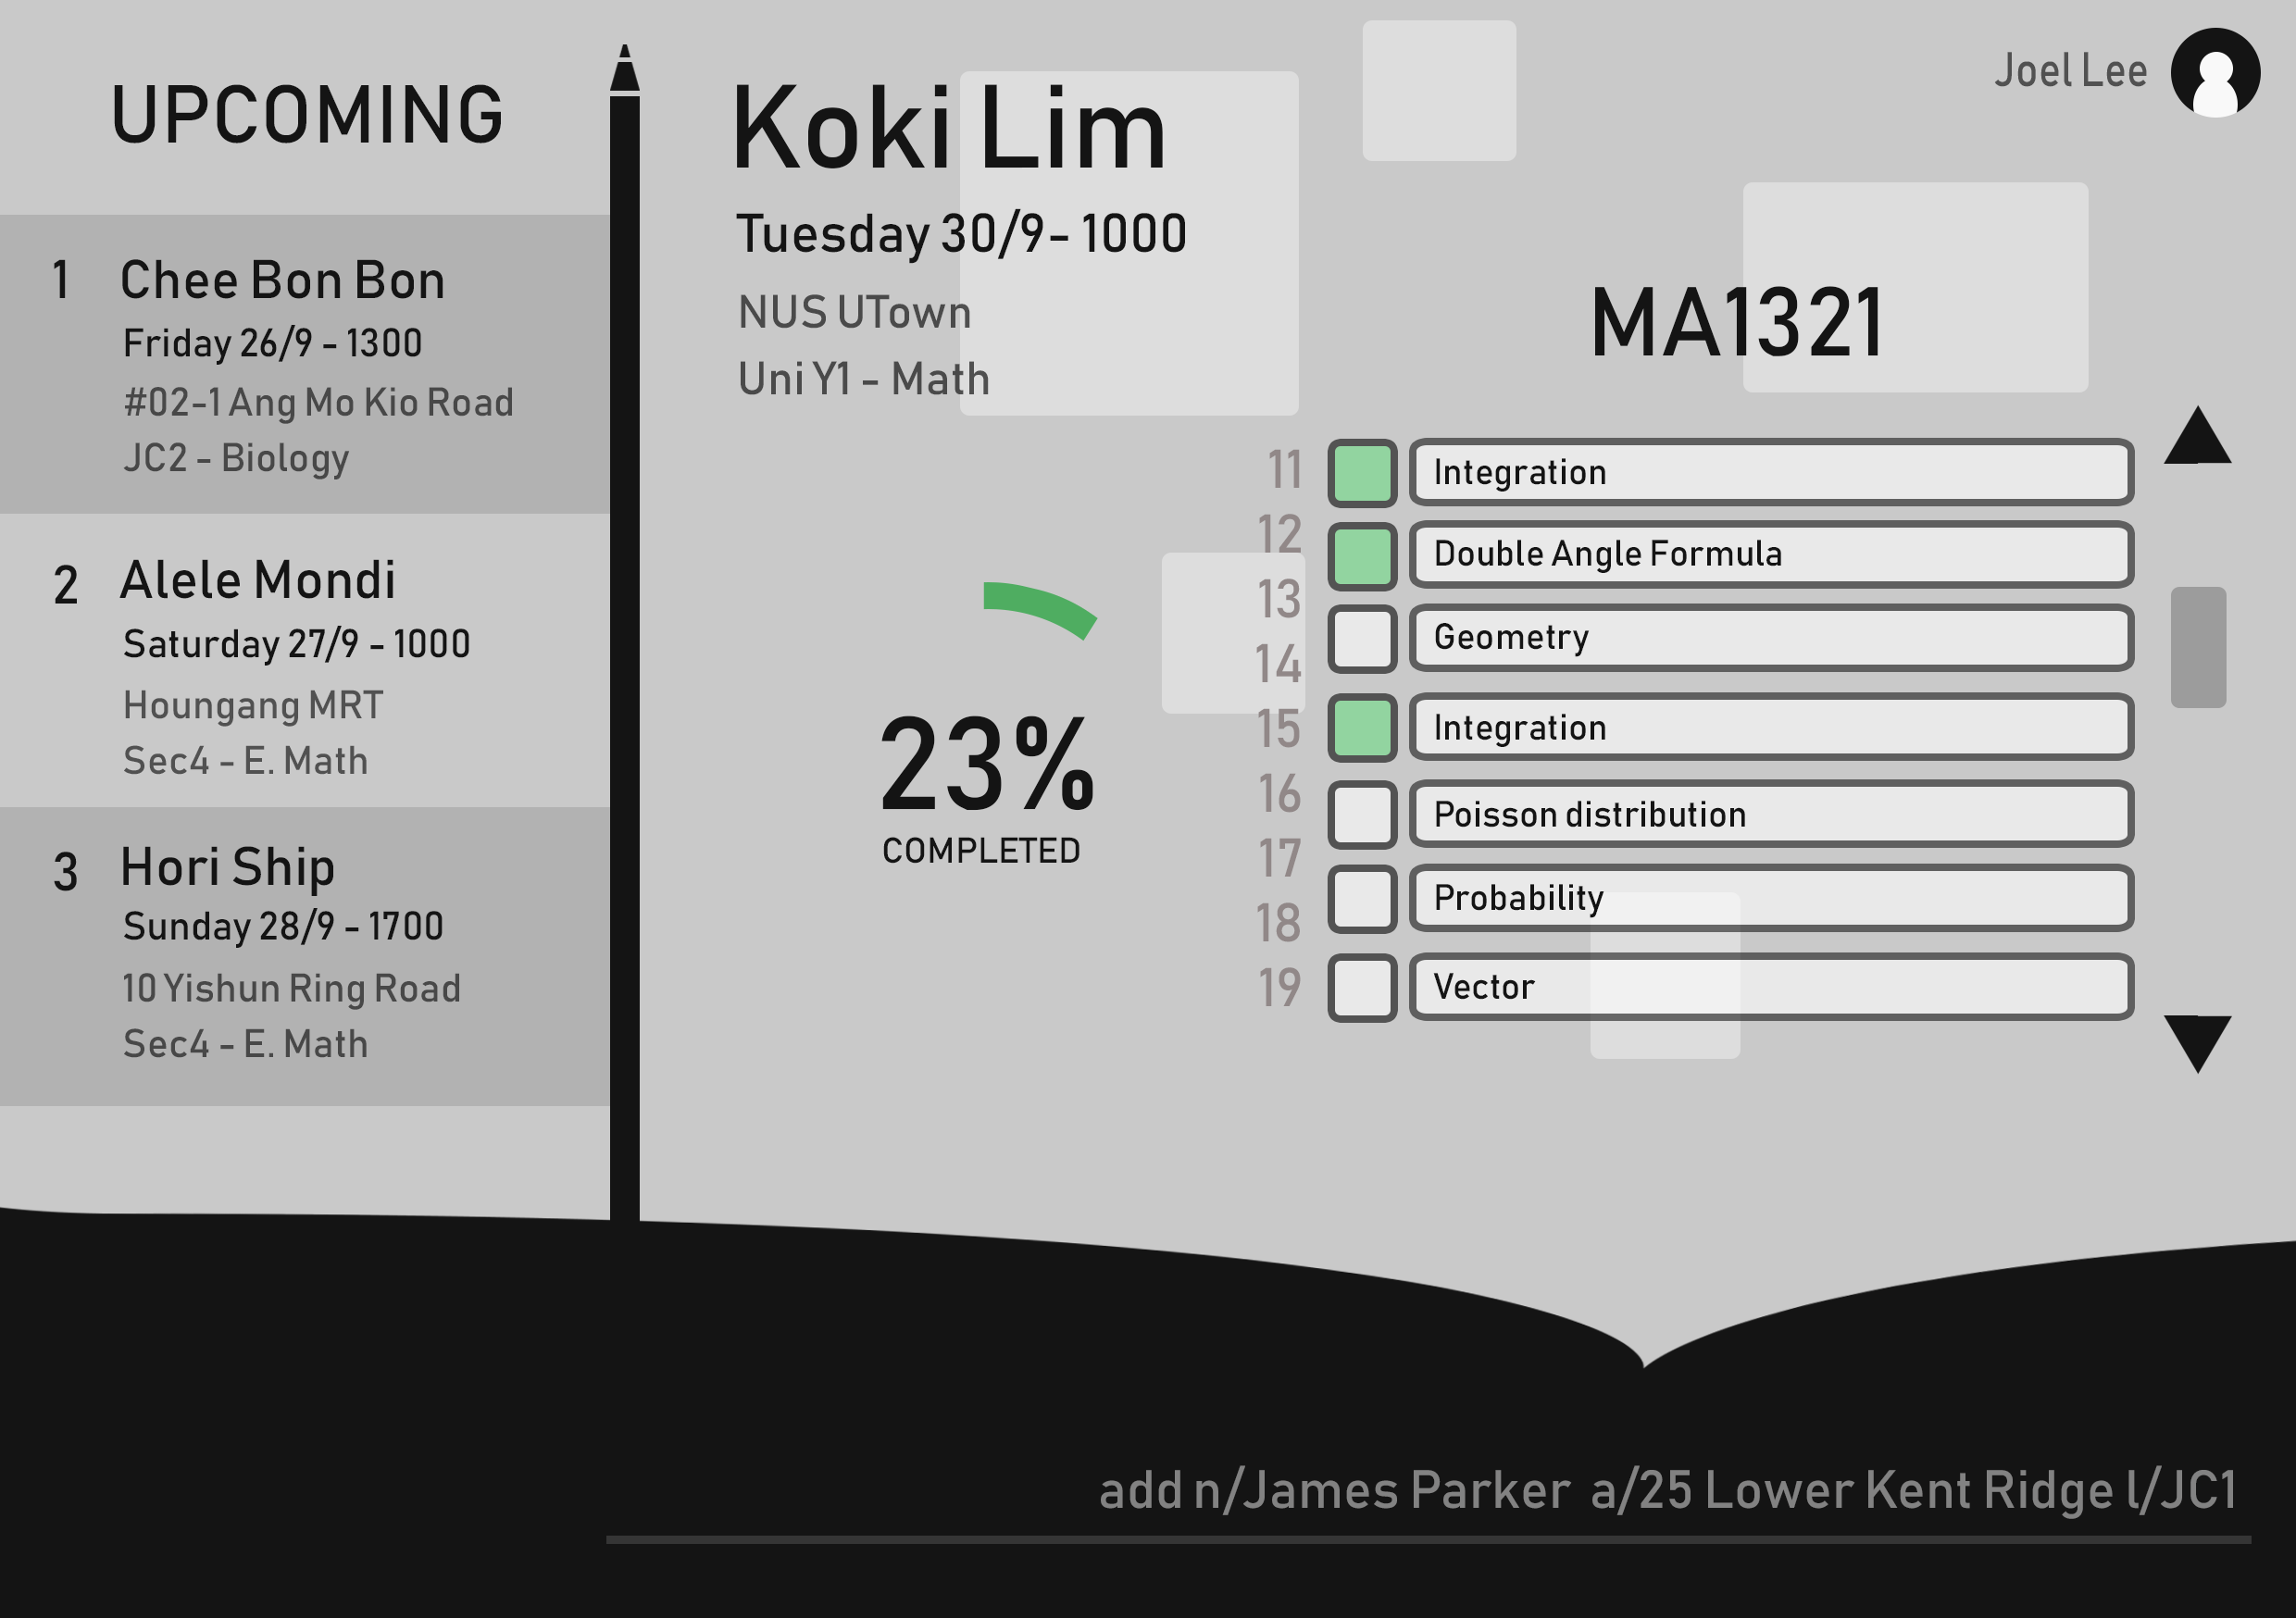 UPCOMING
1 Chee Bon Bon
Friday 26/9 - 1300
#02-1 Ang Mo Kio Road
JC2 - Biology
2 Alele Mondi
Saturday 27/9 - 1000
Houngang MRT
Sec4 - E. Math
3 Hori Ship
Sunday 28/9 - 1700
10 Yishun Ring Road
Sec4 - E. Math
Koki Lim
Tuesday 30/9- 1000
NUS UTown
Uni Y1 - Math
23%
COMPLETED
Joel Lee
MA1321
11
12
13
14
15
16
17
18
19
Integration
Double Angle Formula
Geometry
Integration
Poisson distribution
Probability
Vector
add n/James Parker a/25 Lower Kent Ridge l/JC1